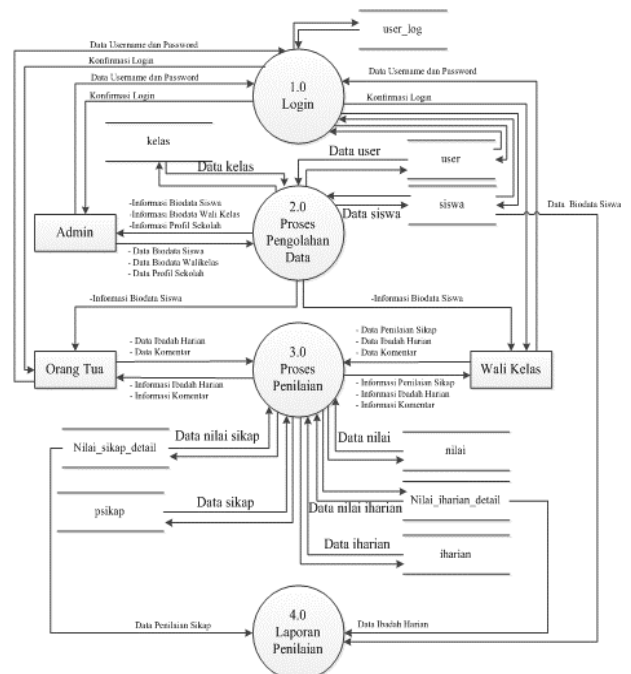 user_log
Data Username dan Password
Konfirmasi Login
Data Username dan Password
Konfirmasi Login
1.0
Login
Data Username dan Password
Konfirmasi Login
kelas
Data kelas
Data user
user
Data siswa
siswa
Data Biodata Siswa
Admin
-Informasi Biodata Siswa
-Informasi Biodata Wali Kelas
-Informasi Profil Sekolah
- Data Biodata Siswa
- Data Biodata Walikelas
- Data Profil Sekolah
2.0
Proses
Pengolahan
Data
-Informasi Biodata Siswa
-Informasi Biodata Siswa
Orang Tua
- Data Ibadah Harian
- Data Komentar
- Informasi Ibadah Harian
- Informasi Komentar
3.0
Proses
Penilaian
- Data Penilaian Sikap
- Data Ibadah Harian
- Data Komentar
- Informasi Penilaian Sikap
- Informasi Ibadah Harian
- Informasi Komentar
Wali Kelas
Nilai_sikap_detail
Data nilai sikap
Data nilai
nilai
psikap
Data sikap
Data nilai iharian
Nilai_iharian_detail
Data iharian
iharian
Data Penilaian Sikap
4.0
Laporan
Penilaian
Data Ibadah Harian